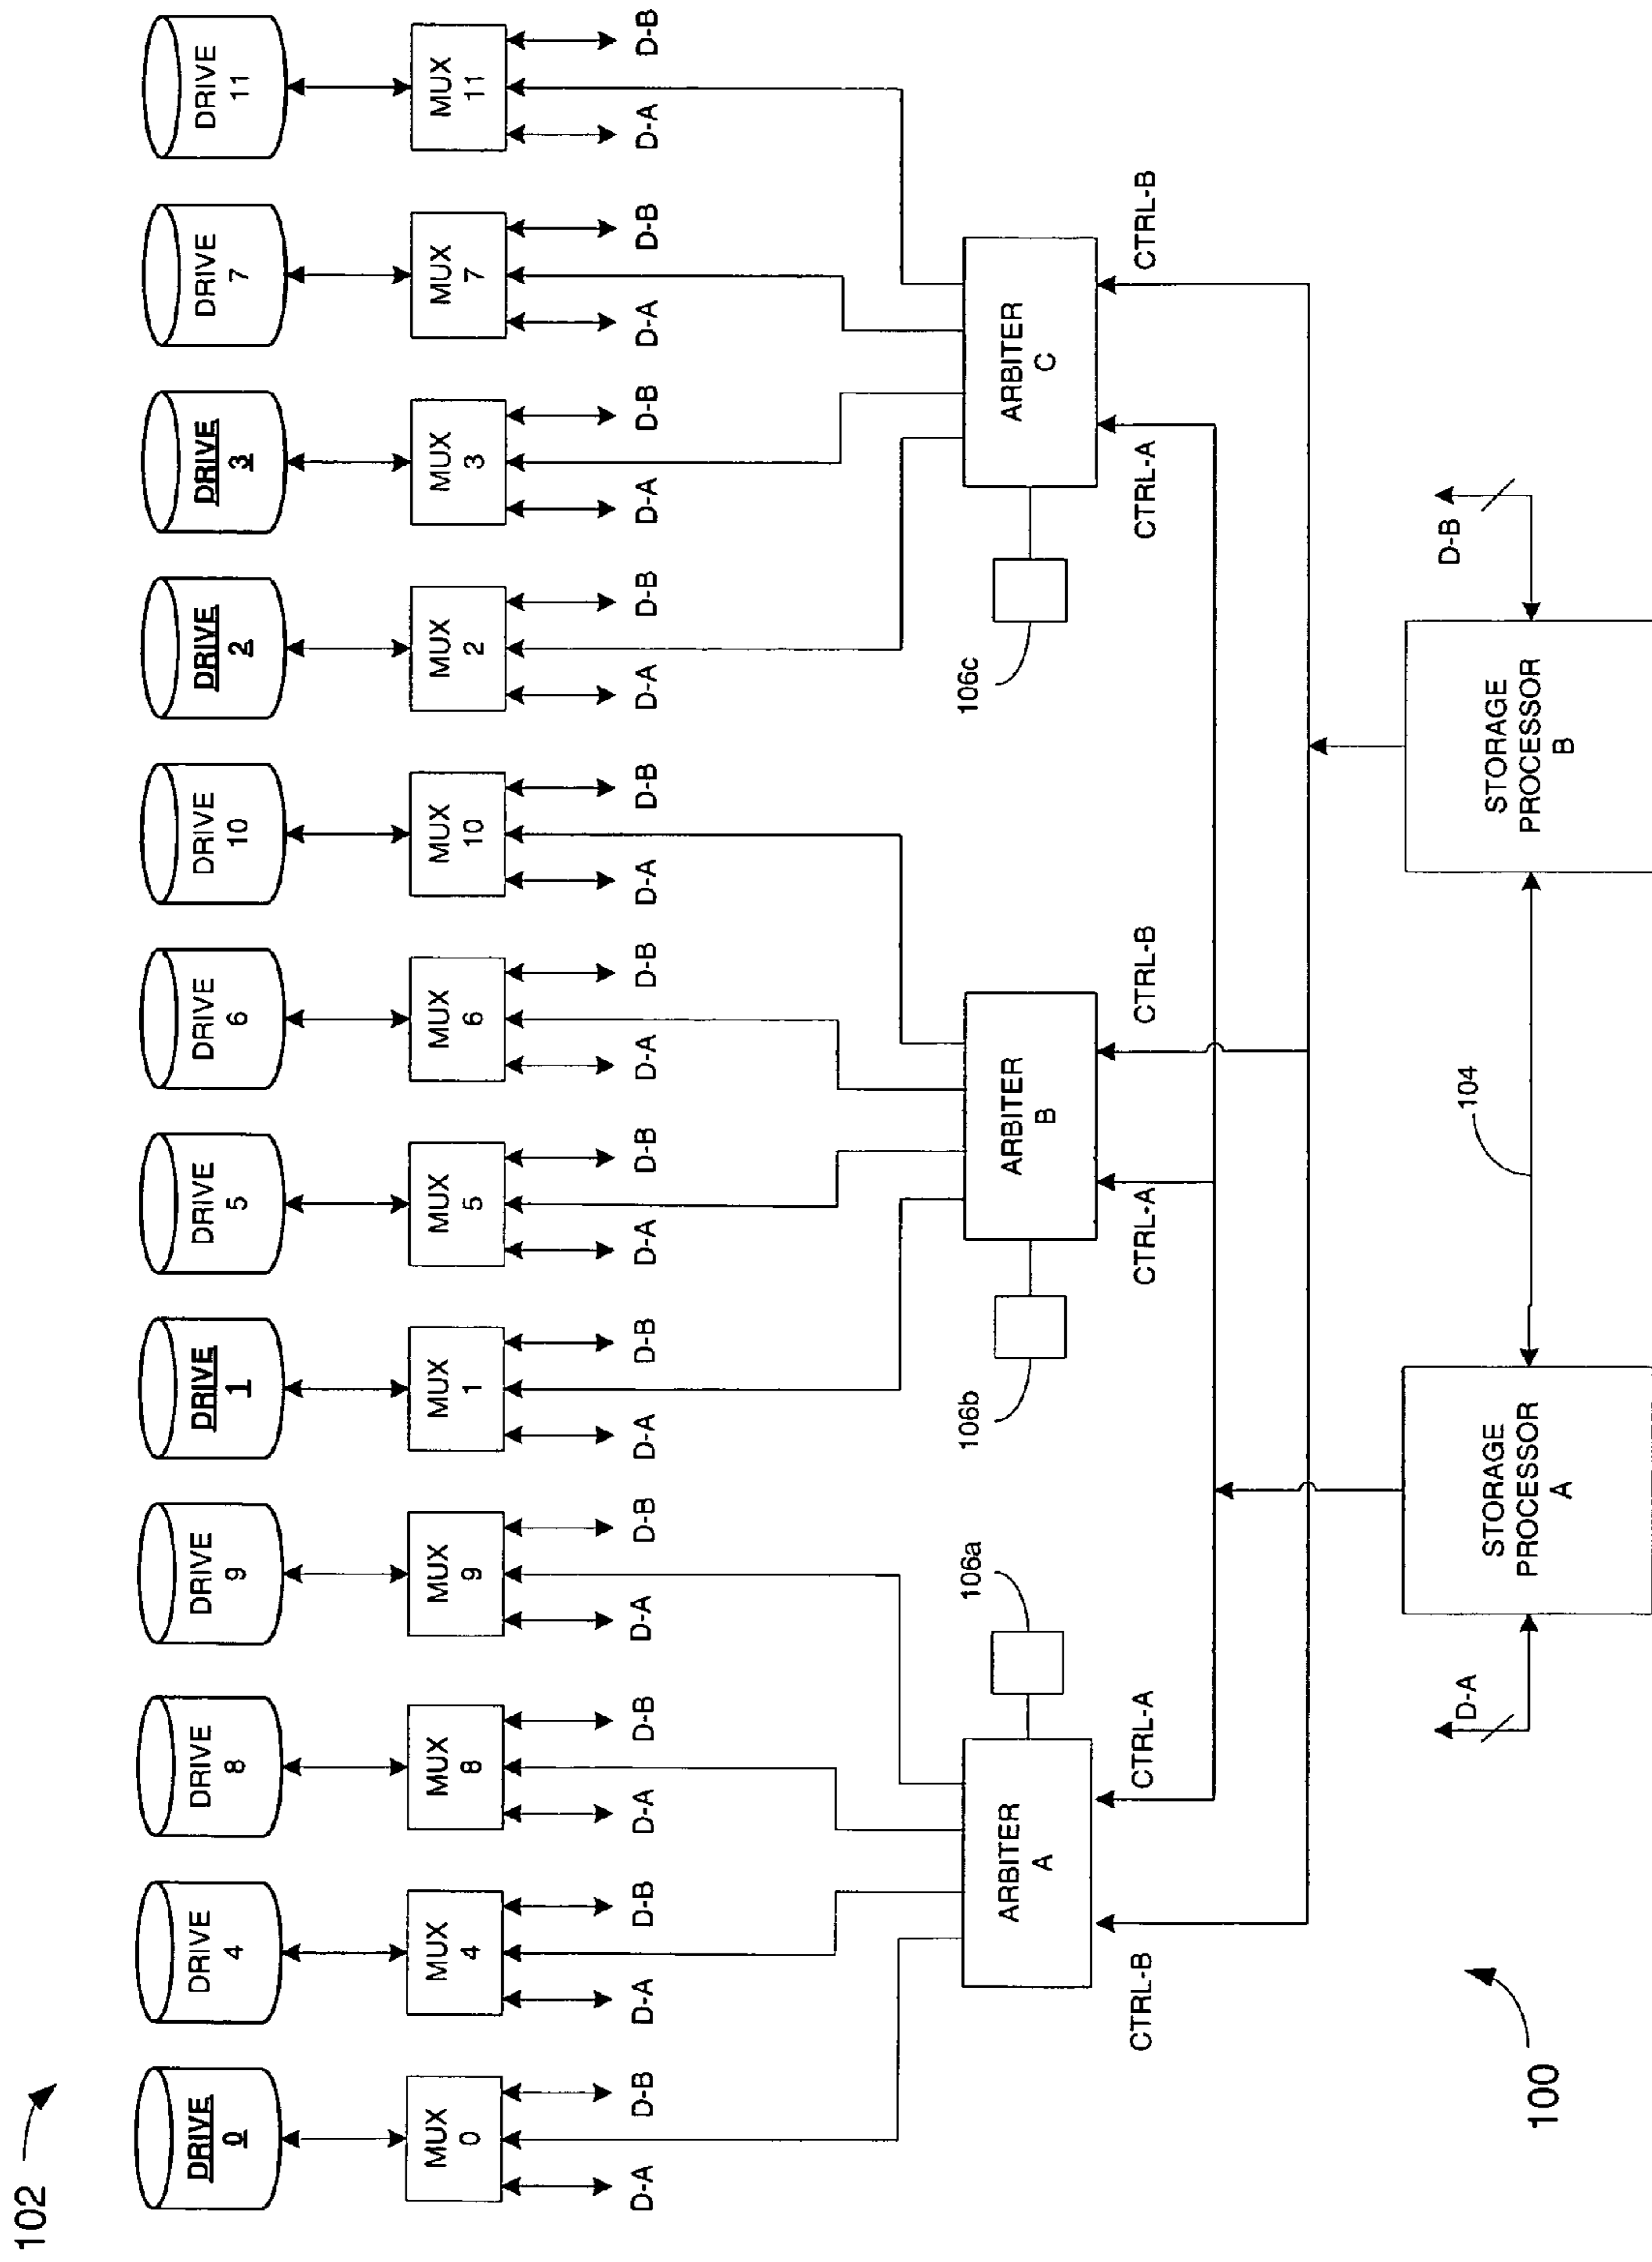 102
DRIVE
0
DRIVE
4
DRIVE
8
DRIVE
9
DRIVE
1
DRIVE
5
DRIVE
6
DRIVE
10
DRIVE
2
DRIVE
3
DRIVE
7
DRIVE
11
MUX
0
MUX
4
MUX
8
MUX
9
MUX
1
MUX
5
MUX
6
MUX
10
MUX
2
MUX
3
MUX
7
MUX
11
D-A
D-B
D-A
D-B
D-A
D-B
D-A
D-B
D-A
D-B
D-A
D-B
D-A
D-B
D-A
D-B
D-A
D-B
D-A
D-B
D-A
D-B
D-A
D-B
106a
106b
106c
ARBITER
A
ARBITER
B
ARBITER
C
CTRL-B
CTRL-A
CTRL-A
CTRL-B
CTRL-A
CTRL-B
D-A
104
D-B
STORAGE
PROCESSOR
A
STORAGE
PROCESSOR
B
100